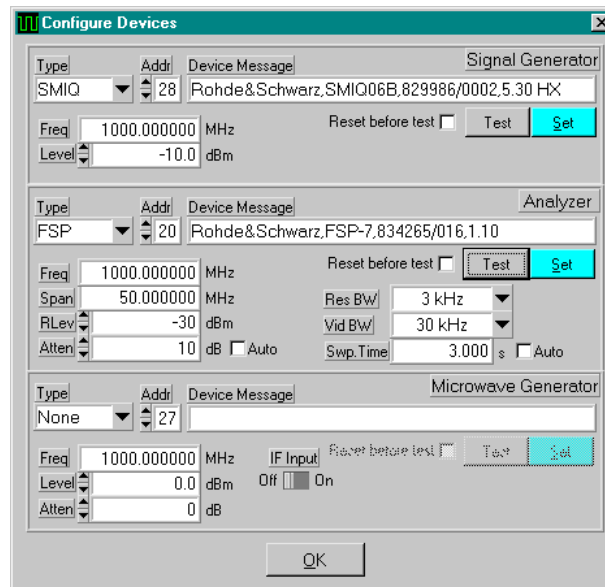 Configure Devices
Signal Generator
Type Addr Device Message
SMIQ 28 Rohde&Schwarz,SMIQ06B,829986/0002,5.30 HX
Freq 1000.000000 MHz Reset before test Test Set
Level -10.0 dBm
Analyzer
Type Addr Device Message
FSP 20 Rohde&Schwarz,FSP-7,834265/016,1.10
Freq 1000.000000 MHz Reset before test Test Set
Span 50.000000 MHz Res BW 3 kHz
RLev -30 dBm Vid BW 30 kHz
Atten 10 dB Auto Swp.Time 3.000 s Auto
Microwave Generator
Type Addr Device Message
None 27
Freq 1000.000000 MHz IF Input Reset before test Test Set
Level 0.0 dBm Off On
Atten 0 dB
OK